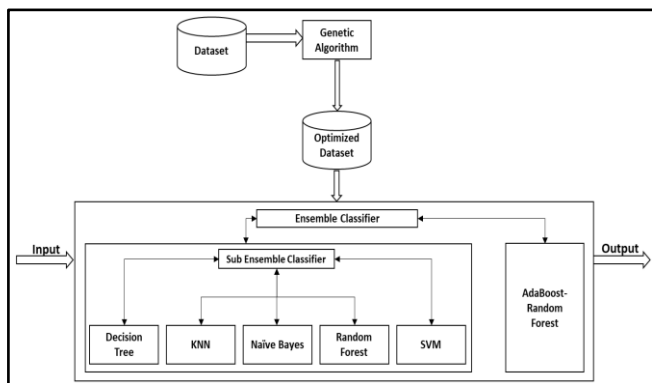 Dataset
Genetic
Algorithm
Optimized
Dataset
Ensemble Classifier
Input
Output
Sub Ensemble Classifier
AdaBoost-
Random
Forest
Decision
Tree
KNN
Naïve Bayes
Random
Forest
SVM